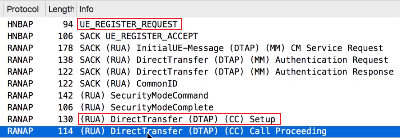 Protocol Length Info
HNBAP 94 UE_REGISTER_REQUEST
HNBAP 106 SACK UE_REGISTER_ACCEPT
RANAP 178 SACK (RUA) InitialUE-Message (DTAP) (MM) CM Service Request
RANAP 138 SACK (RUA) DirectTransfer (DTAP) (MM) Authentication Request
RANAP 122 SACK (RUA) DirectTransfer (DTAP) (MM) Authentication Response
RANAP 122 SACK (RUA) CommonID
RANAP 142 (RUA) SecurityModeCommand
RANAP 106 (RUA) SecurityModeComplete
RANAP 130 (RUA) DirectTransfer (DTAP) (CC) Setup
RANAP 114 (RUA) DirectTransfer (DTAP) (CC) Call Proceeding